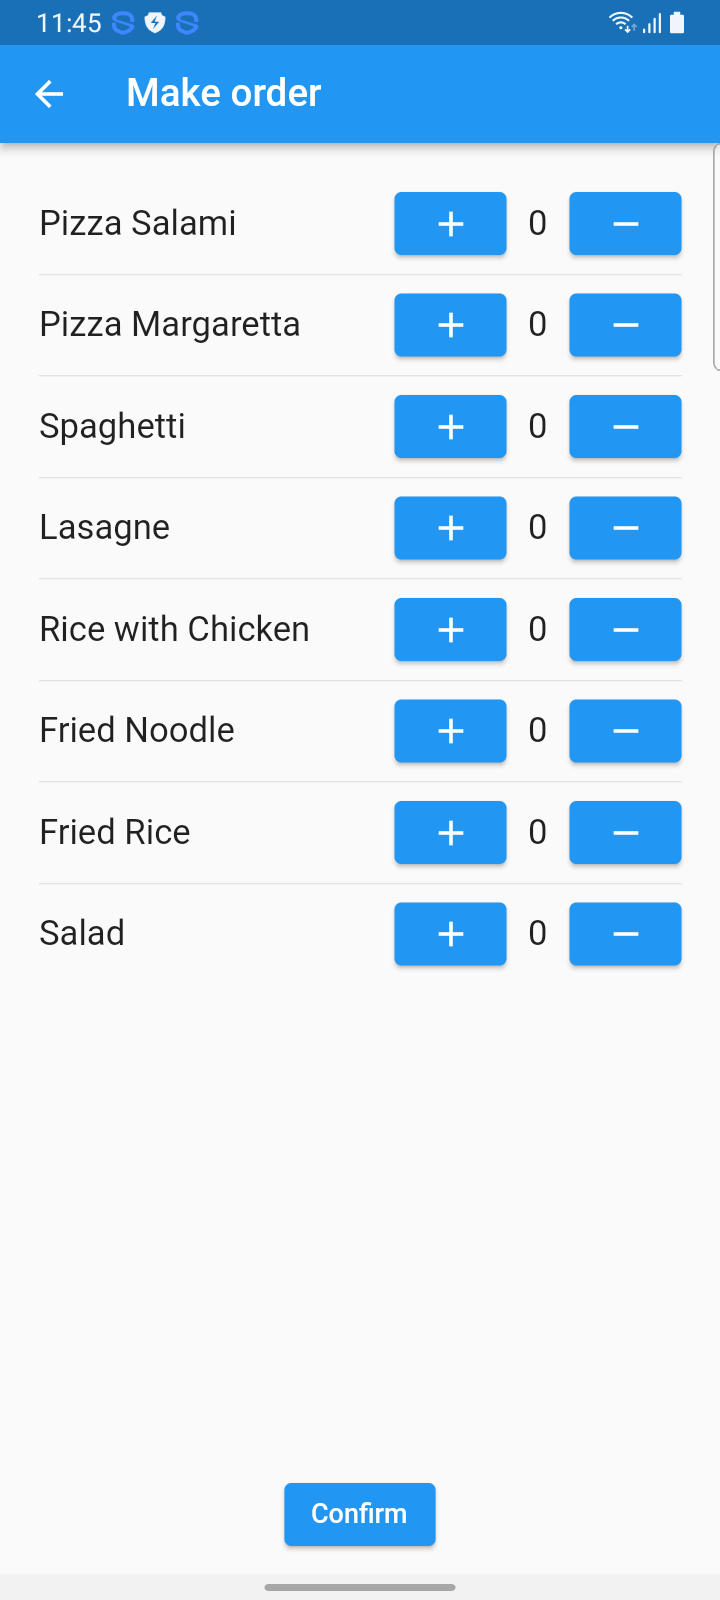 11:45
Make order
Pizza Salami + 0 −
Pizza Margaretta + 0 −
Spaghetti + 0 −
Lasagne + 0 −
Rice with Chicken + 0 −
Fried Noodle + 0 −
Fried Rice + 0 −
Salad + 0 −
Confirm